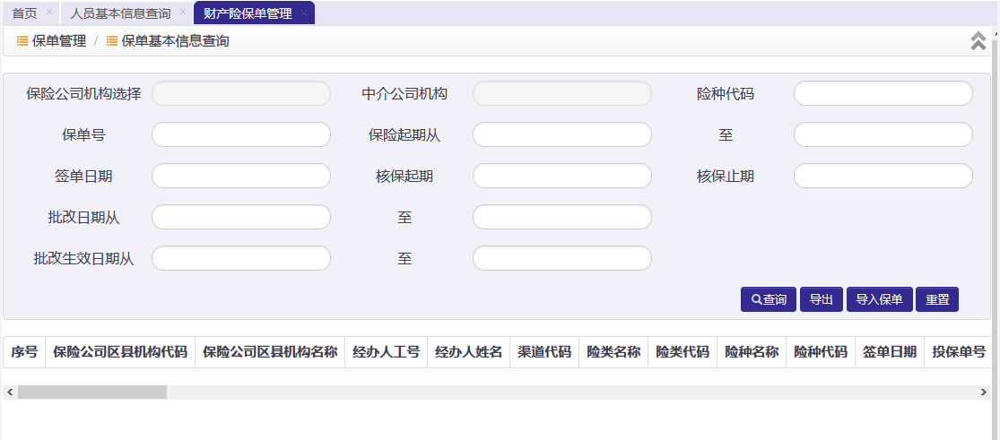 首页 × 人员基本信息查询 × 财产险保单管理 ×
保单管理 / 保单基本信息查询
保险公司机构选择 中介公司机构 险种代码
保单号 保险起期从 至
签单日期 核保起期 核保止期
批改日期从 至
批改生效日期从 至
查询 导出 导入保单 重置
序号 保险公司区县机构代码 保险公司区县机构名称 经办人工号 经办人姓名 渠道代码 险类名称 险类代码 险种名称 险种代码 签单日期 投保单号